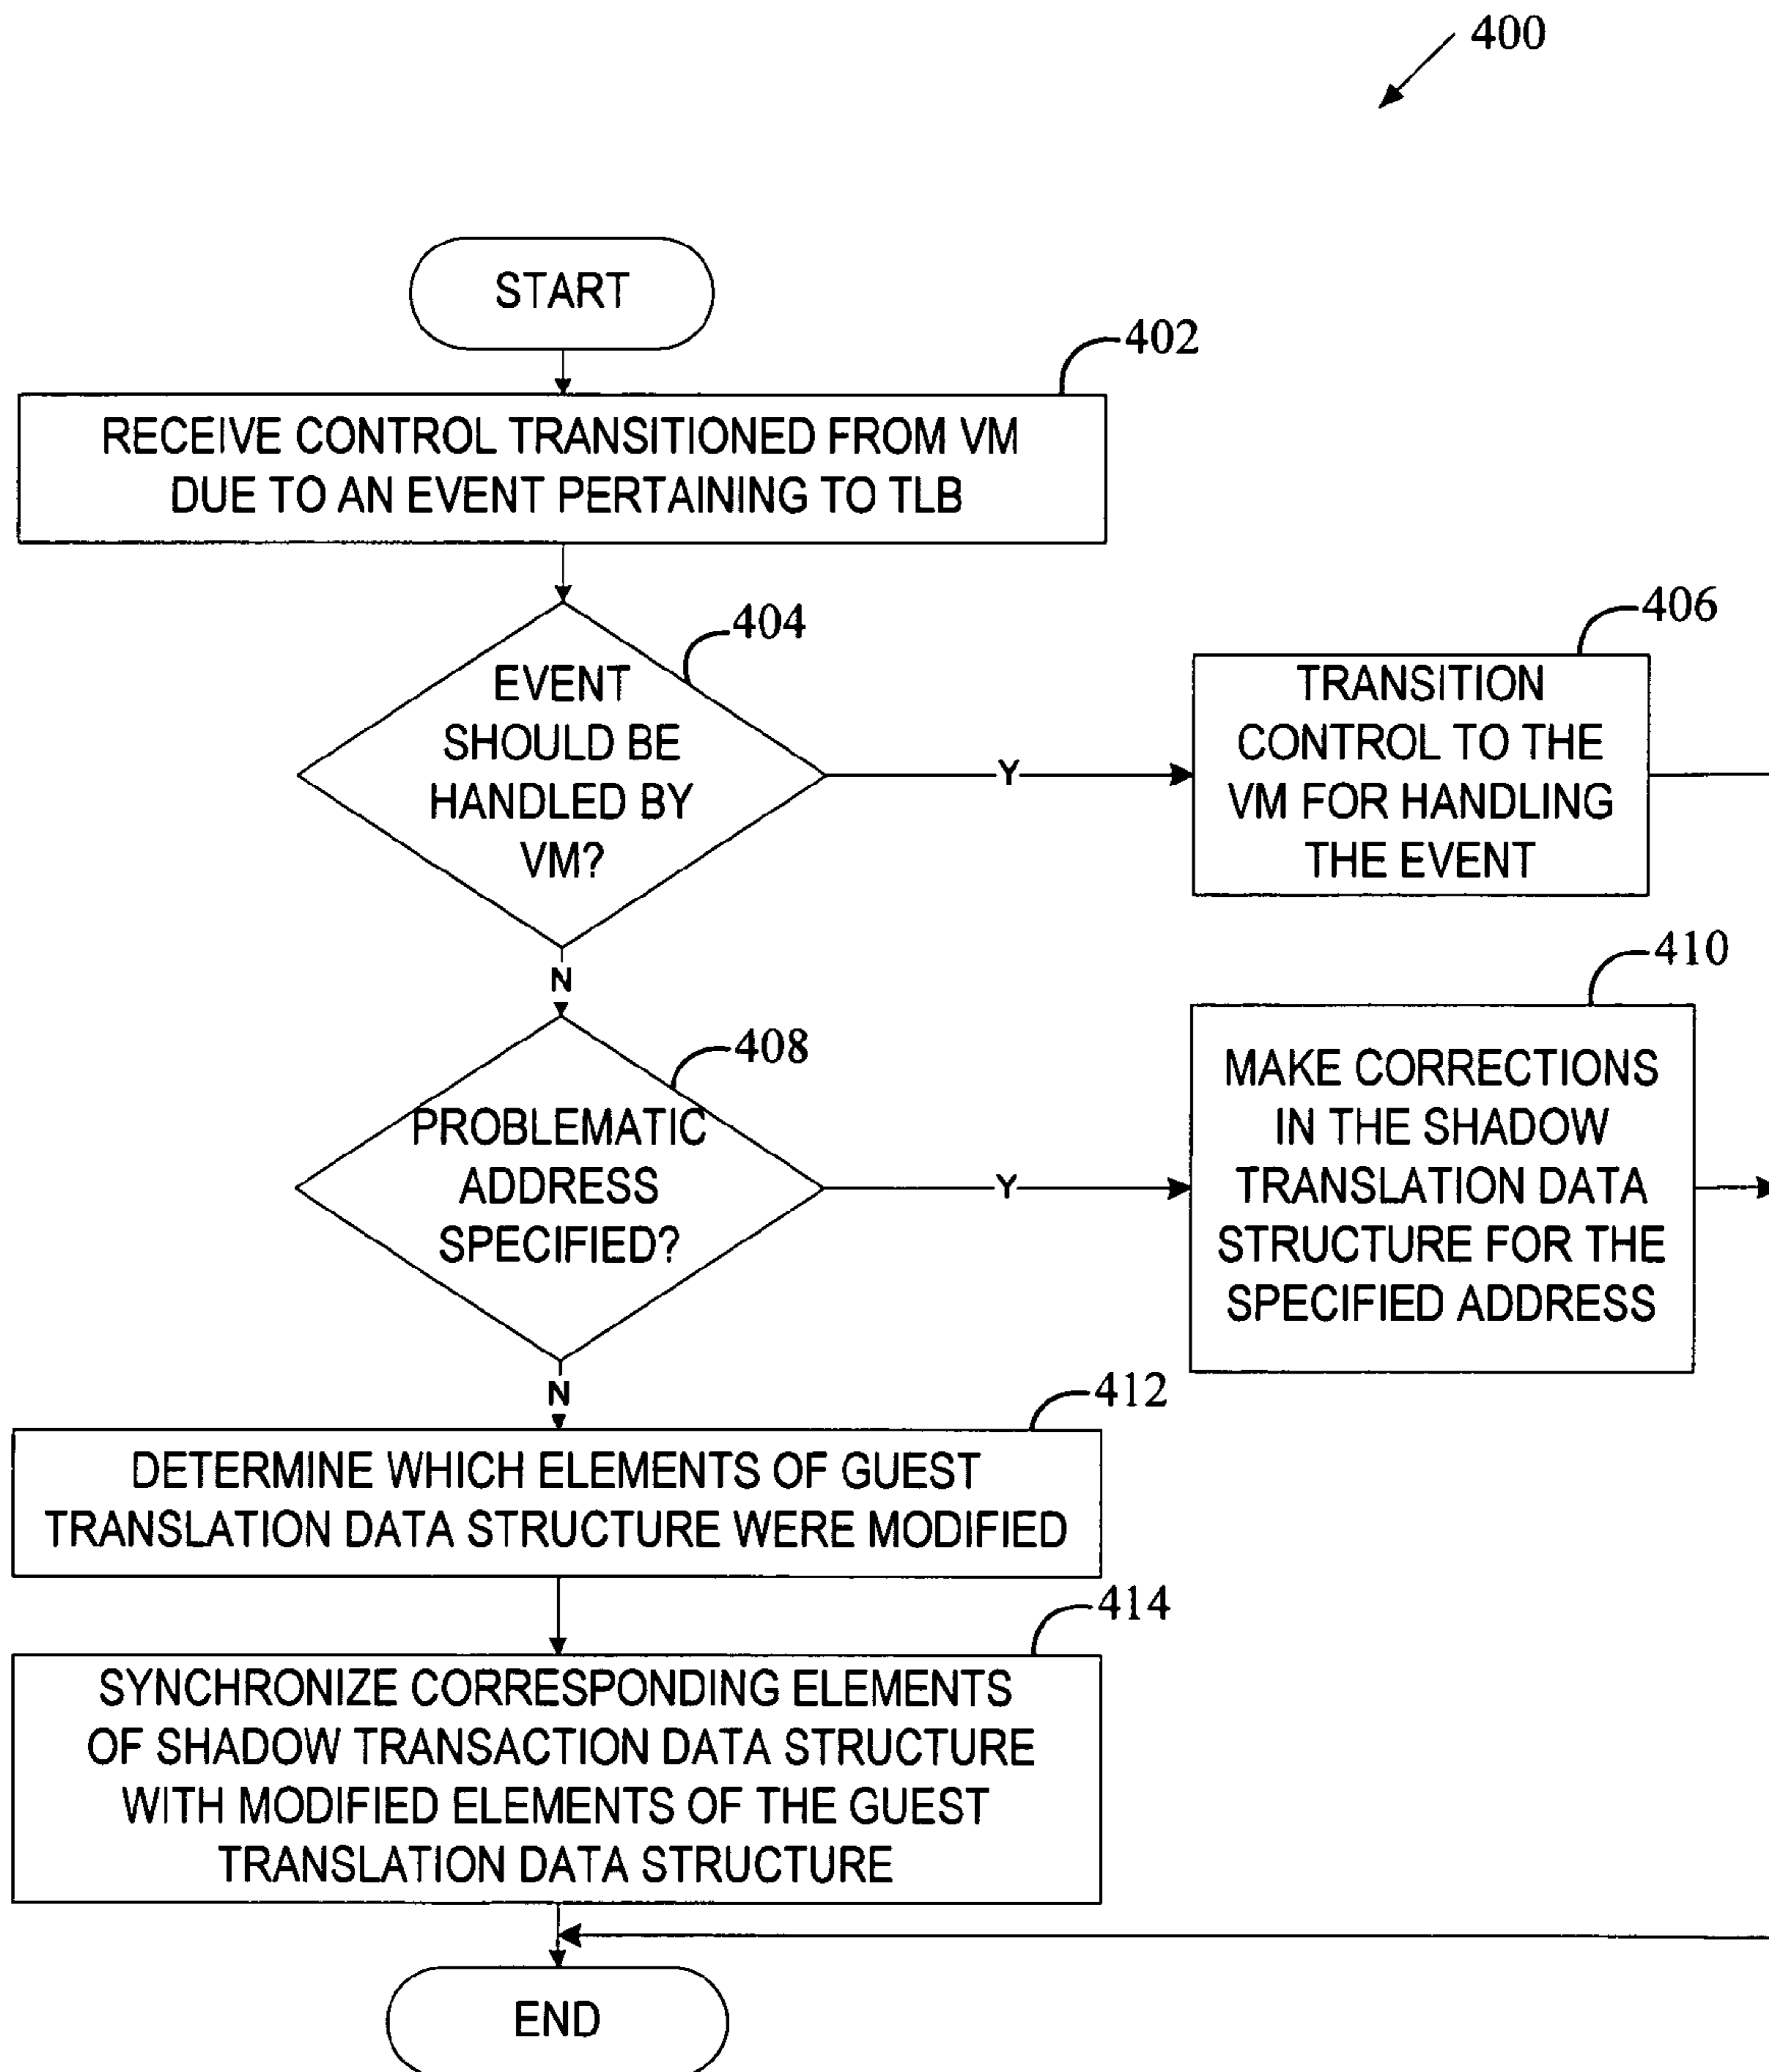 400
START
402
RECEIVE CONTROL TRANSITIONED FROM VM
DUE TO AN EVENT PERTAINING TO TLB
404
EVENT
SHOULD BE
HANDLED BY
VM?
Y
406
TRANSITION
CONTROL TO THE
VM FOR HANDLING
THE EVENT
N
408
PROBLEMATIC
ADDRESS
SPECIFIED?
Y
410
MAKE CORRECTIONS
IN THE SHADOW
TRANSLATION DATA
STRUCTURE FOR THE
SPECIFIED ADDRESS
N
412
DETERMINE WHICH ELEMENTS OF GUEST
TRANSLATION DATA STRUCTURE WERE MODIFIED
414
SYNCHRONIZE CORRESPONDING ELEMENTS
OF SHADOW TRANSACTION DATA STRUCTURE
WITH MODIFIED ELEMENTS OF THE GUEST
TRANSLATION DATA STRUCTURE
END